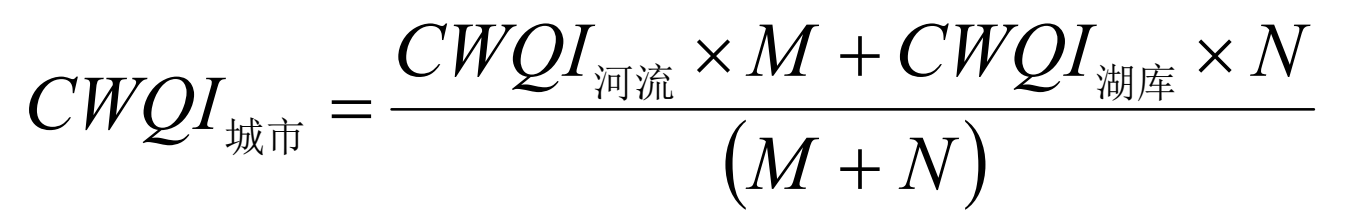 CWQI城市 = (CWQI河流 × M + CWQI湖库 × N) / (M + N)